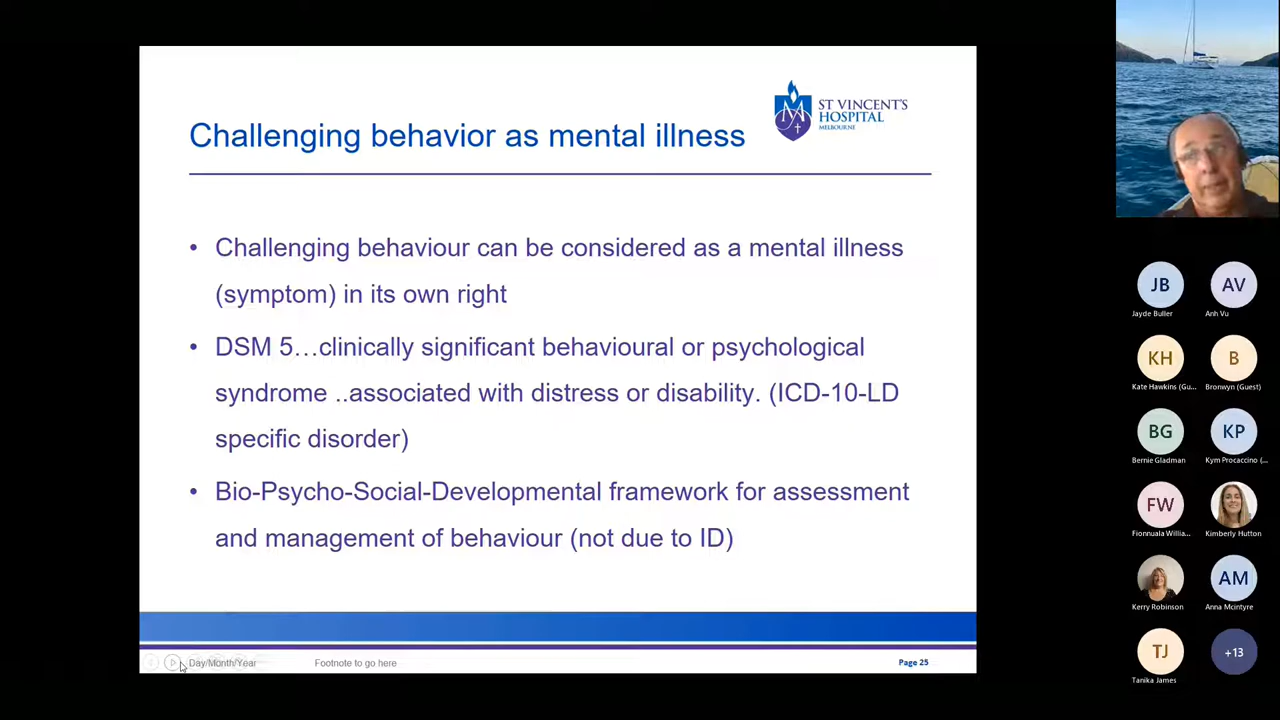 Challenging behavior as mental illness
ST VINCENT'S
HOSPITAL
MELBOURNE
• Challenging behaviour can be considered as a mental illness
(symptom) in its own right
• DSM 5…clinically significant behavioural or psychological
syndrome ..associated with distress or disability. (ICD-10-LD
specific disorder)
• Bio-Psycho-Social-Developmental framework for assessment
and management of behaviour (not due to ID)
Day/Month/Year
Footnote to go here
Page 25
JB
AV
Jayde Buller
Anh Vu
KH
B
Kate Hawkins (Gu...
Bronwyn (Guest)
BG
KP
Bernie Gladman
Kym Procaccino (...
FW
Fionnuala Willia...
Kimberly Hutton
AM
Kerry Robinson
Anna Mcintyre
TJ
+13
Tanika James